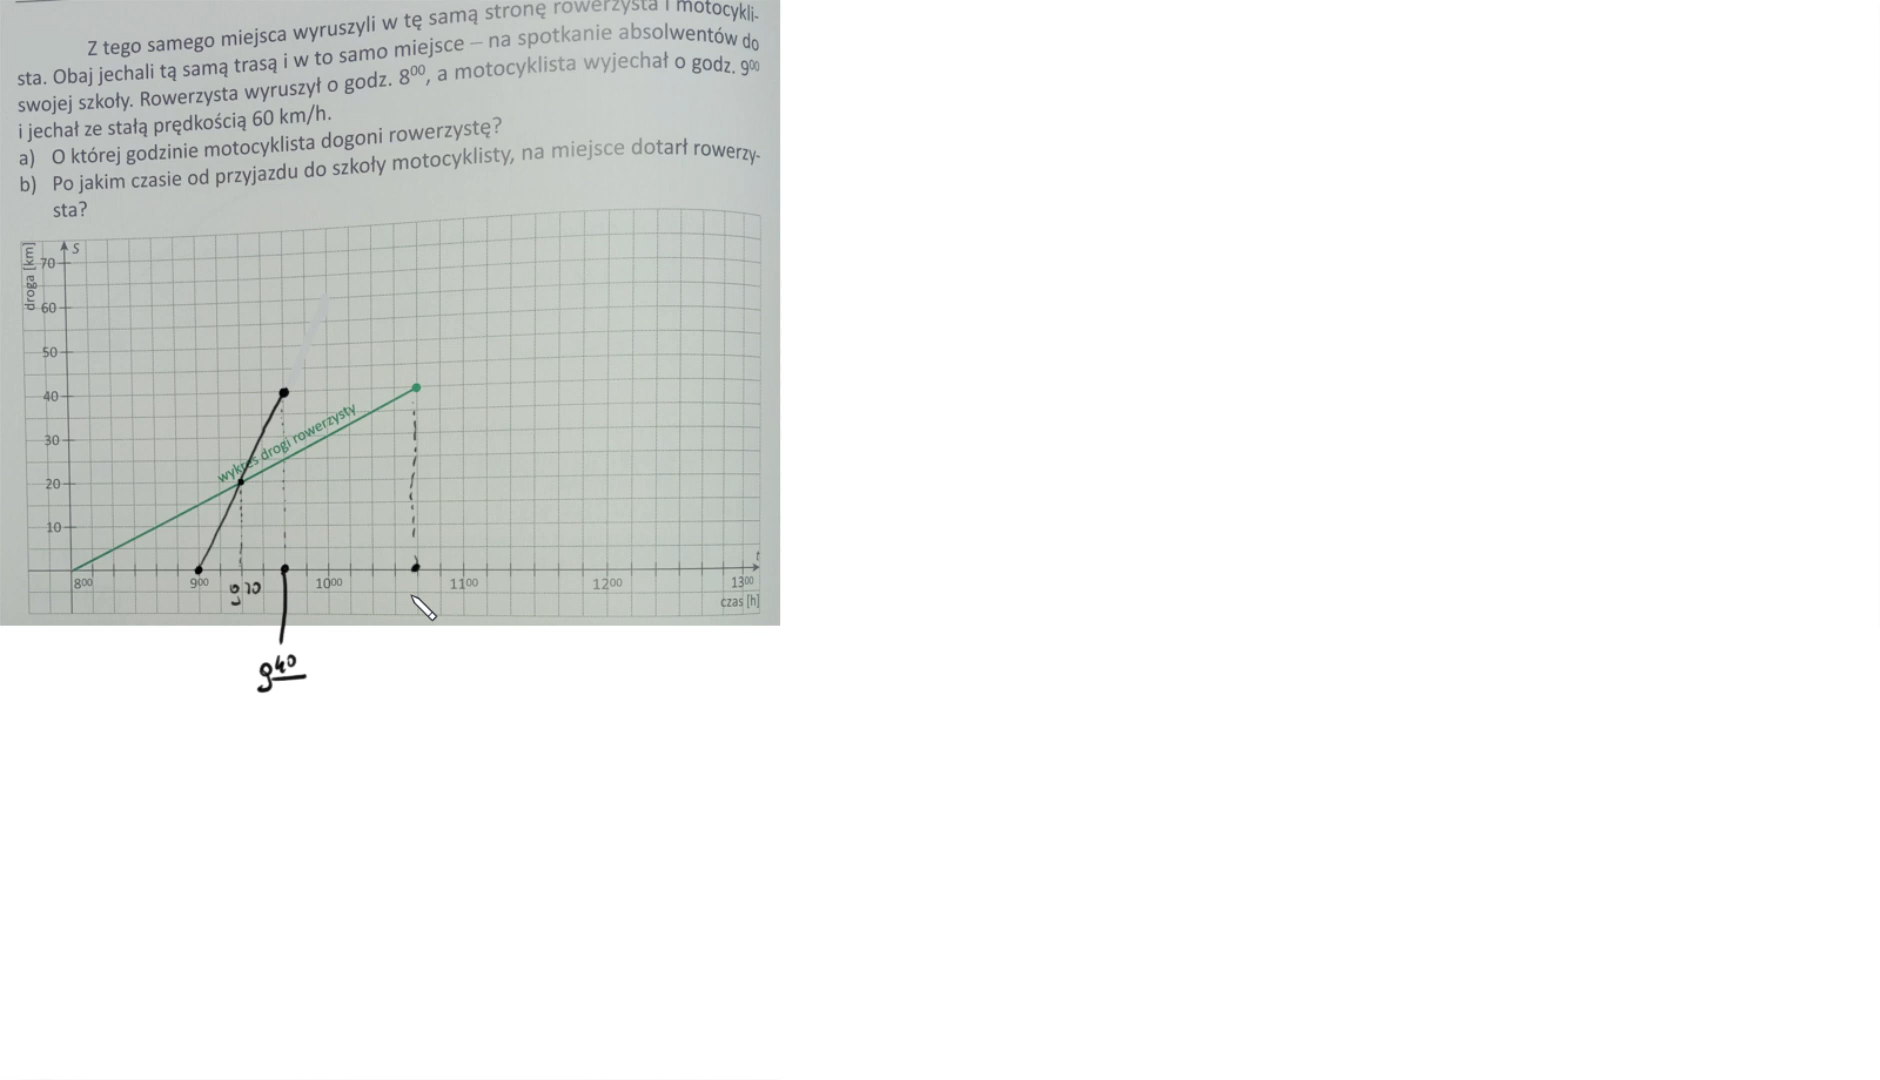 Z tego samego miejsca wyruszyli w tę samą stronę rowerzysta i motocykli-
sta. Obaj jechali tą samą trasą i w to samo miejsce – na spotkanie absolwentów do
swojej szkoły. Rowerzysta wyruszył o godz. 8⁰⁰, a motocyklista wyjechał o godz. 9⁰⁰
i jechał ze stałą prędkością 60 km/h.
a) O której godzinie motocyklista dogoni rowerzystę?
b) Po jakim czasie od przyjazdu do szkoły motocyklisty, na miejsce dotarł rowerzy-
sta?
droga [km]
s
70
60
50
40
30
20
10
wykres drogi rowerzysty
t
8⁰⁰ 9⁰⁰ 10⁰⁰ 11⁰⁰ 12⁰⁰ 13⁰⁰
czas [h]
9⁴⁰